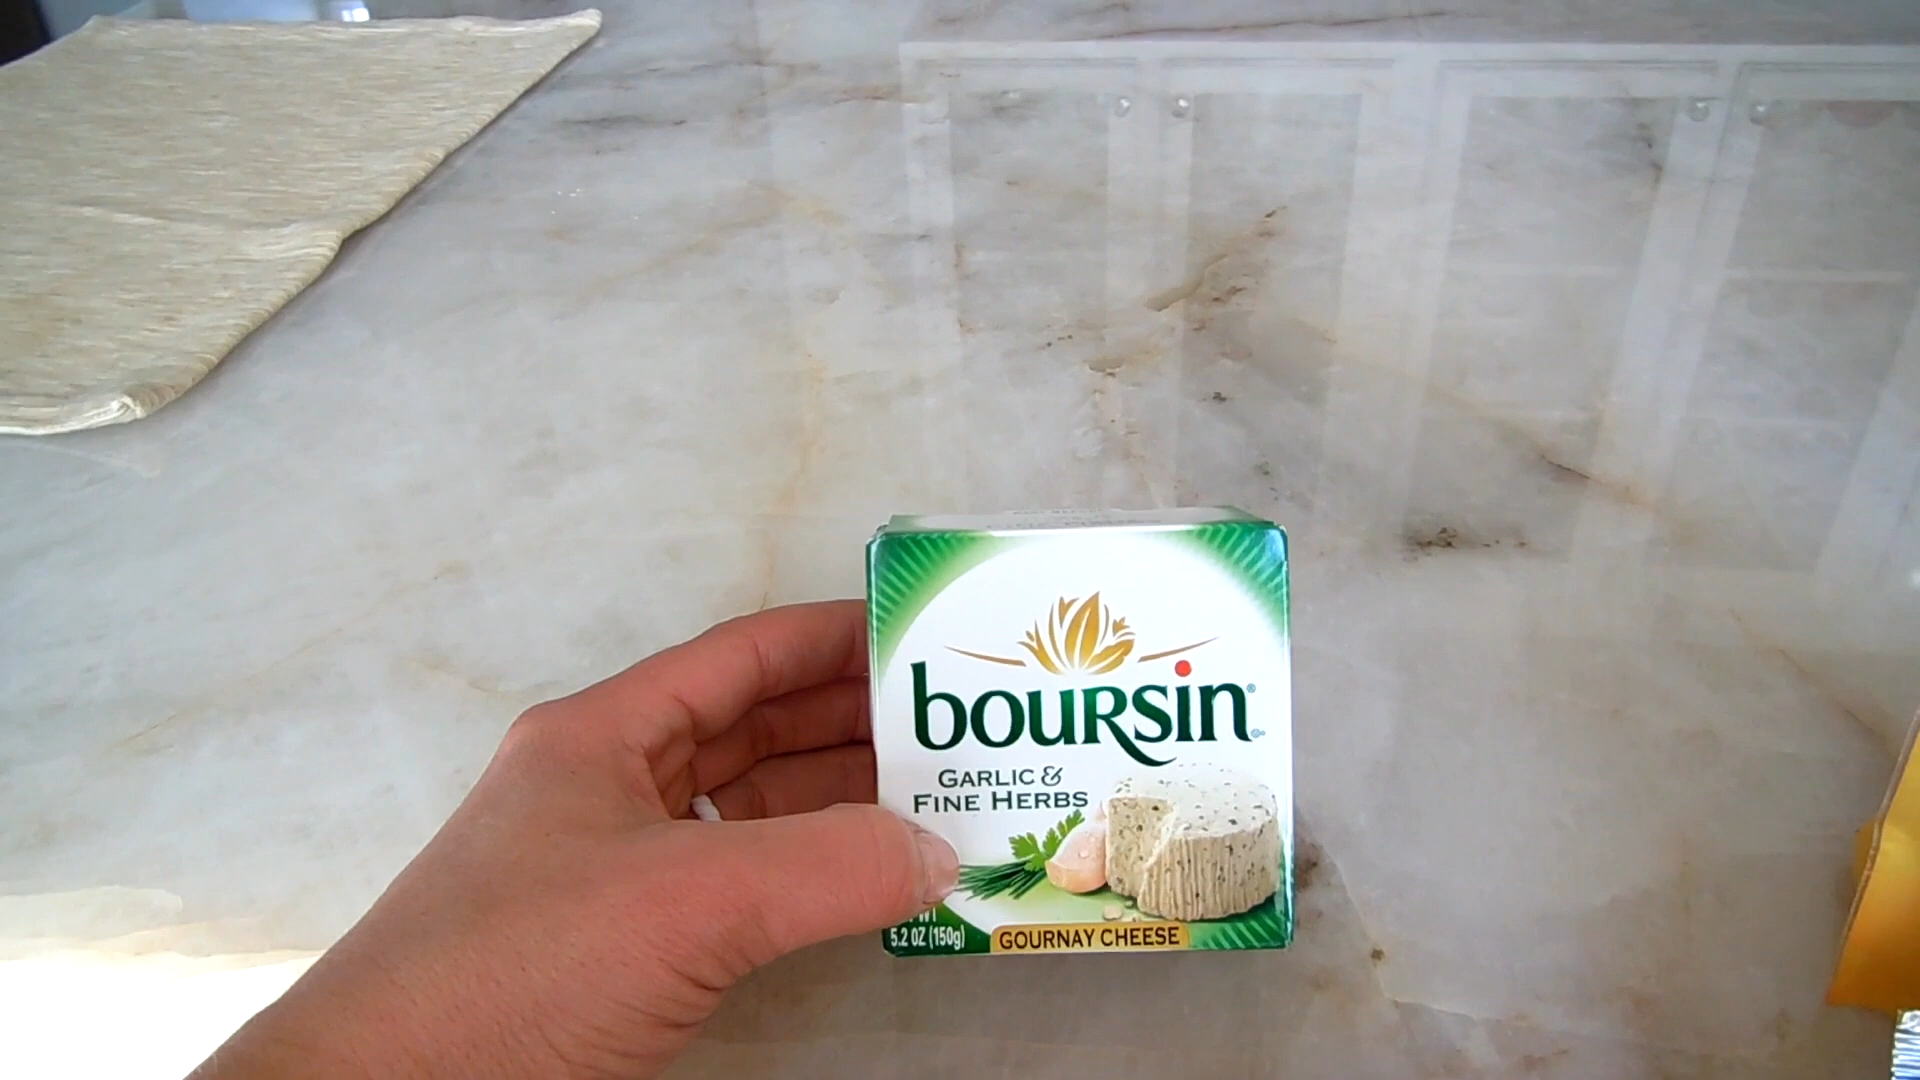 boursin
GARLIC &
FINE HERBS
5.2 OZ (150g)
GOURNAY CHEESE